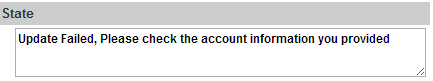 State
Update Failed, Please check the account information you provided